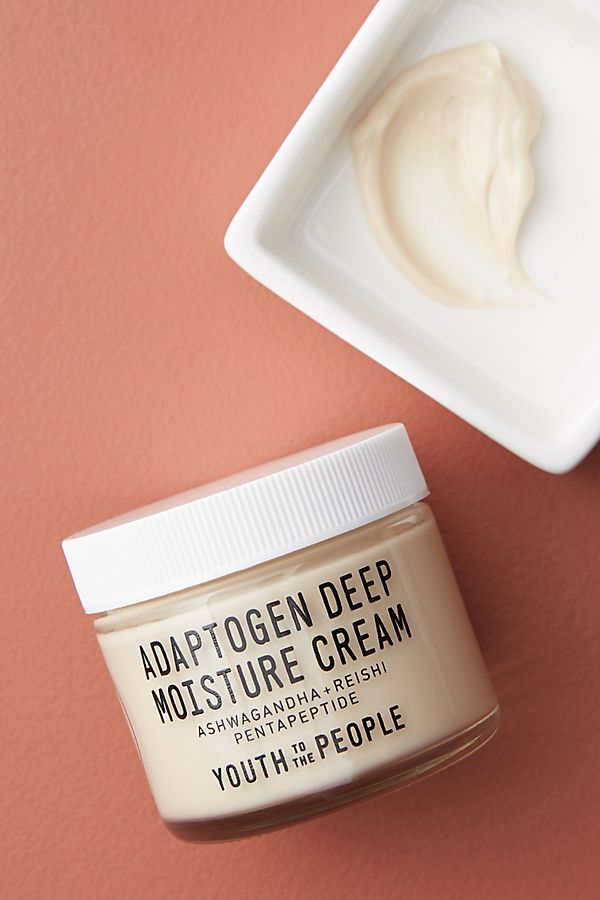 ADAPTOGEN DEEP
MOISTURE CREAM
ASHWAGANDHA + REISHI
PENTAPEPTIDE
YOUTH TO THE PEOPLE